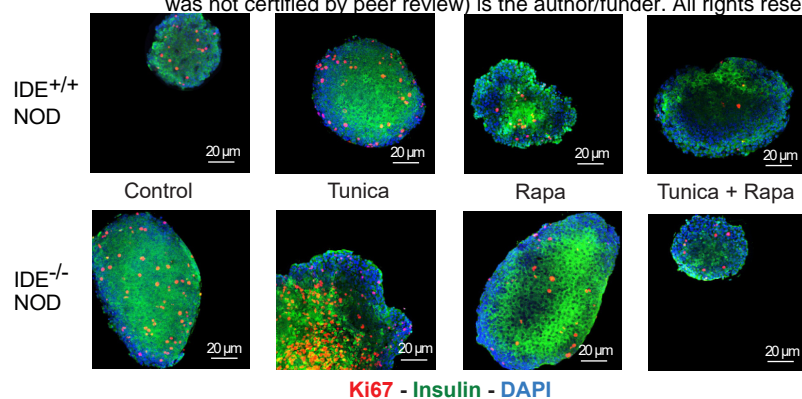 was not certified by peer review) is the author/funder. All rights rese
IDE+/+
NOD
20 µm
20 µm
20 µm
20 µm
Control
Tunica
Rapa
Tunica + Rapa
IDE-/-
NOD
20 µm
20 µm
20 µm
20 µm
Ki67 - Insulin - DAPI